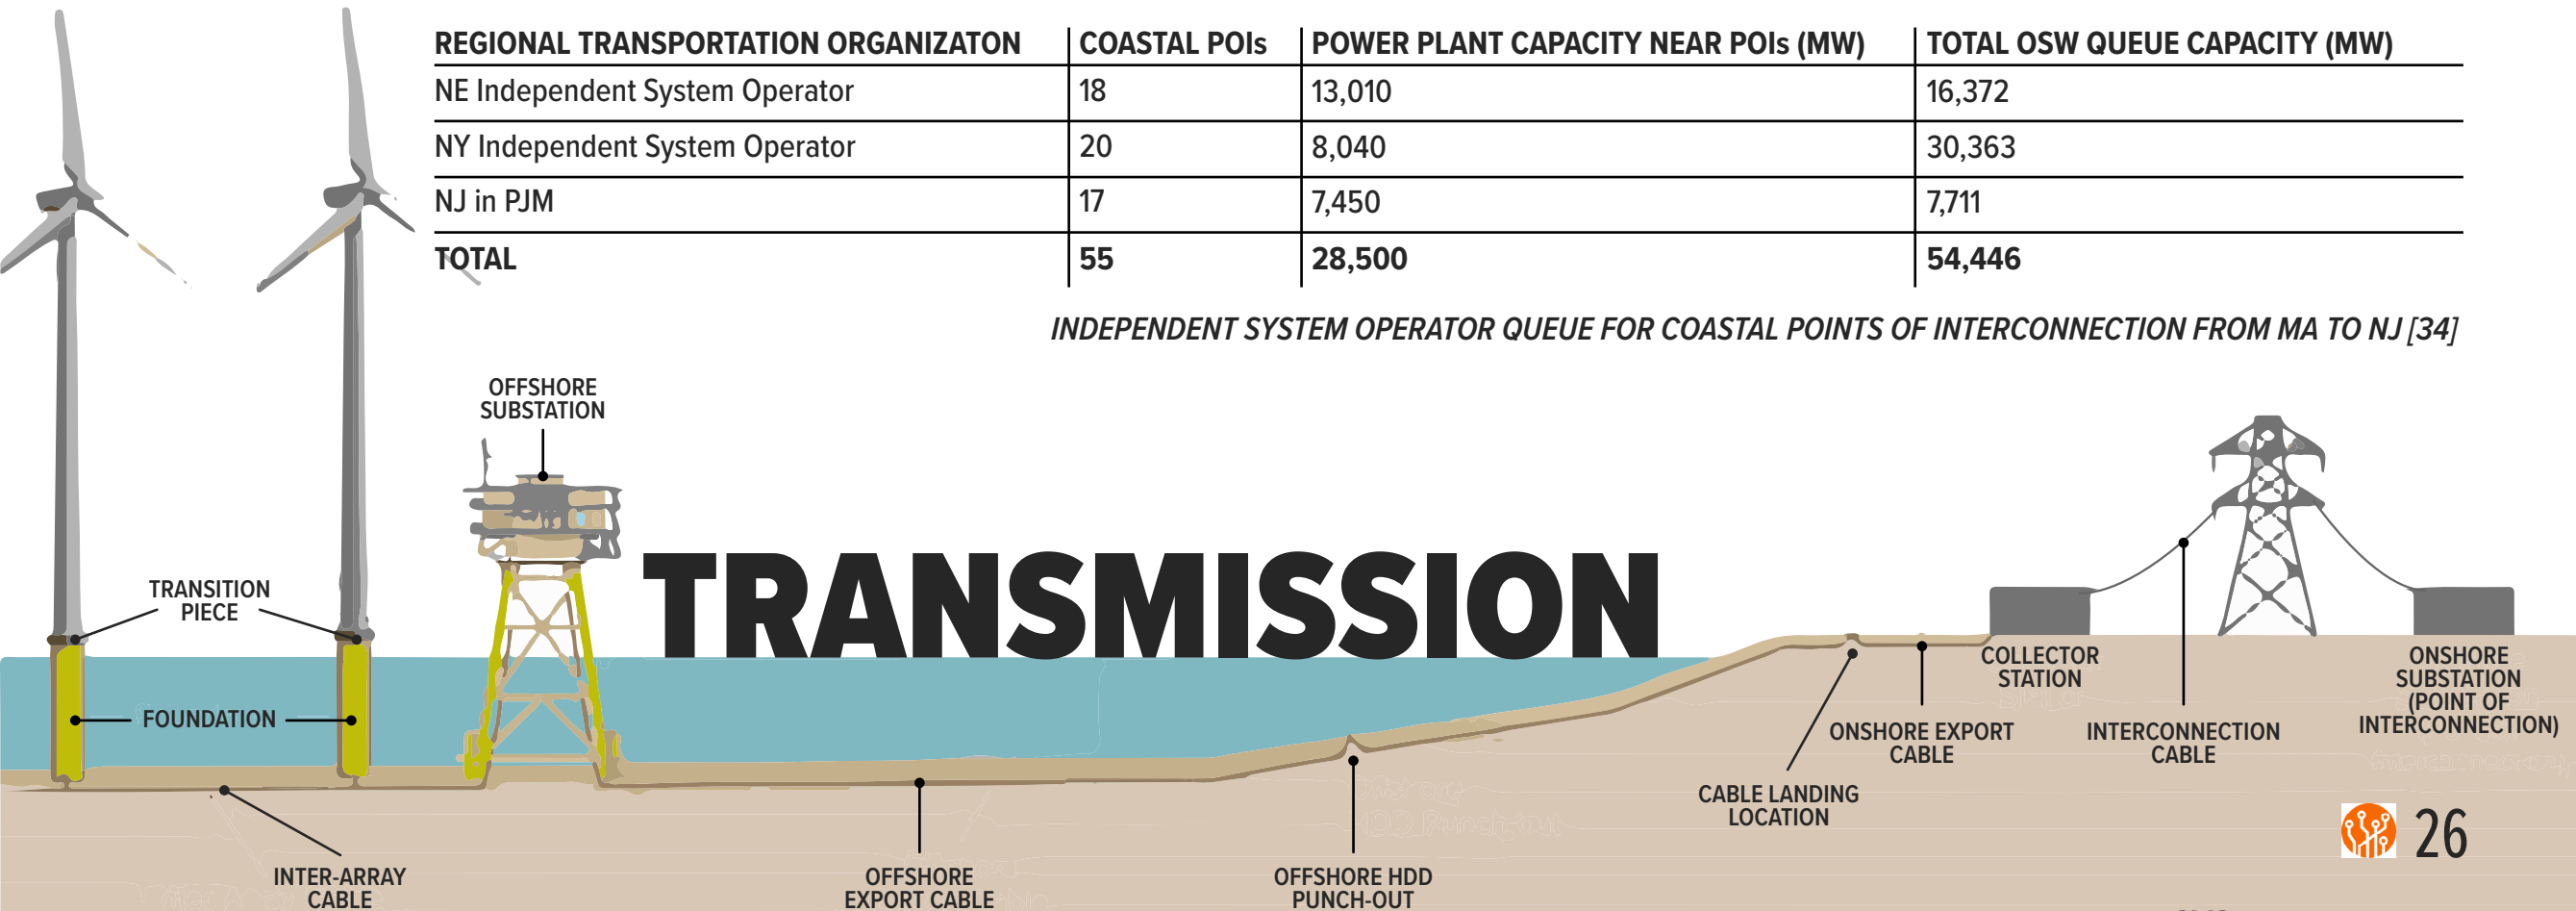 REGIONAL TRANSPORTATION ORGANIZATON COASTAL POIs POWER PLANT CAPACITY NEAR POIs (MW) TOTAL OSW QUEUE CAPACITY (MW)
NE Independent System Operator 18 13,010 16,372
NY Independent System Operator 20 8,040 30,363
NJ in PJM 17 7,450 7,711
TOTAL 55 28,500 54,446
INDEPENDENT SYSTEM OPERATOR QUEUE FOR COASTAL POINTS OF INTERCONNECTION FROM MA TO NJ [34]
OFFSHORE
SUBSTATION
TRANSMISSION
TRANSITION
PIECE
FOUNDATION
COLLECTOR
STATION
ONSHORE
SUBSTATION
(POINT OF
INTERCONNECTION)
ONSHORE EXPORT
CABLE
INTERCONNECTION
CABLE
CABLE LANDING
LOCATION
26
INTER-ARRAY
CABLE
OFFSHORE
EXPORT CABLE
OFFSHORE HDD
PUNCH-OUT